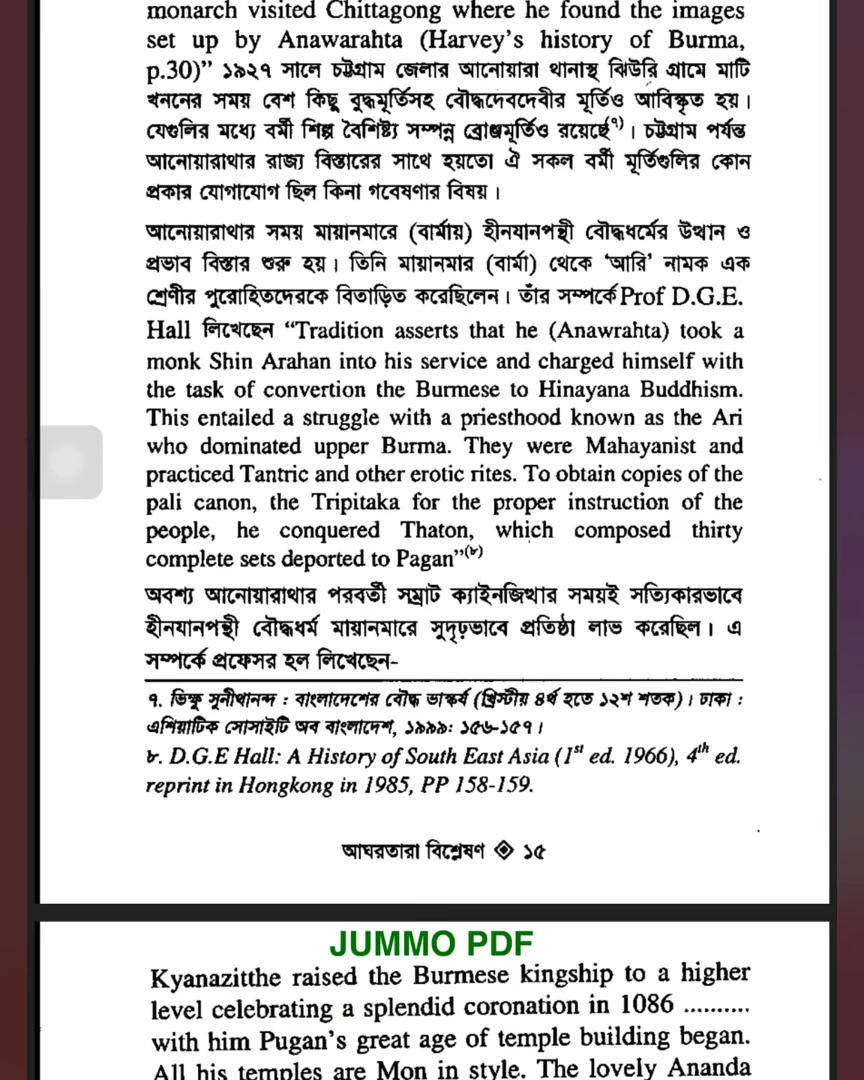 monarch visited Chittagong where he found the images
set up by Anawarahta (Harvey's history of Burma,
p.30)” ১৯২৭ সালে চট্টগ্রাম জেলার আনোয়ারা থানাস্থ ঝিউরি গ্রামে মাটি
খননের সময় বেশ কিছু বুদ্ধমূর্তিসহ বৌদ্ধদেবদেবীর মূর্তিও আবিস্কৃত হয়।
যেগুলির মধ্যে বর্মী শিল্প বৈশিষ্ট্য সম্পন্ন ব্রোঞ্জমূর্তিও রয়েছে৭)। চট্টগ্রাম পর্যন্ত
আনোয়ারাথার রাজ্য বিস্তারের সাথে হয়তো ঐ সকল বর্মী মূর্তিগুলির কোন
প্রকার যোগাযোগ ছিল কিনা গবেষণার বিষয়।
আনোয়ারাথার সময় মায়ানমারে (বার্মায়) হীনযানপন্থী বৌদ্ধধর্মের উত্থান ও
প্রভাব বিস্তার শুরু হয়। তিনি মায়ানমার (বার্মা) থেকে ‘আরি’ নামক এক
শ্রেণীর পুরোহিতদেরকে বিতাড়িত করেছিলেন। তাঁর সম্পর্কে Prof D.G.E.
Hall লিখেছেন “Tradition asserts that he (Anawrahta) took a
monk Shin Arahan into his service and charged himself with
the task of convertion the Burmese to Hinayana Buddhism.
This entailed a struggle with a priesthood known as the Ari
who dominated upper Burma. They were Mahayanist and
practiced Tantric and other erotic rites. To obtain copies of the
pali canon, the Tripitaka for the proper instruction of the
people, he conquered Thaton, which composed thirty
complete sets deported to Pagan”(৮)
অবশ্য আনোয়ারাথার পরবর্তী সম্রাট ক্যাইনজিত্থার সময়ই সত্যিকারভাবে
হীনযানপন্থী বৌদ্ধধর্ম মায়ানমারে সুদৃঢ়ভাবে প্রতিষ্ঠা লাভ করেছিল। এ
সম্পর্কে প্রফেসর হল লিখেছেন-
৭. ভিক্ষু সুনীথানন্দ : বাংলাদেশের বৌদ্ধ ভাস্কর্য (খ্রিস্টীয় ৪র্থ হতে ১২শ শতক)। ঢাকা :
এশিয়াটিক সোসাইটি অব বাংলাদেশ, ১৯৯৯: ১৫৬-১৫৭।
৮. D.G.E Hall: A History of South East Asia (1st ed. 1966), 4th ed.
reprint in Hongkong in 1985, PP 158-159.
আঘরতারা বিশ্লেষণ ◈ ১৫
JUMMO PDF
Kyanazitthe raised the Burmese kingship to a higher
level celebrating a splendid coronation in 1086 ..........
with him Pugan's great age of temple building began.
All his temples are Mon in style. The lovely Ananda